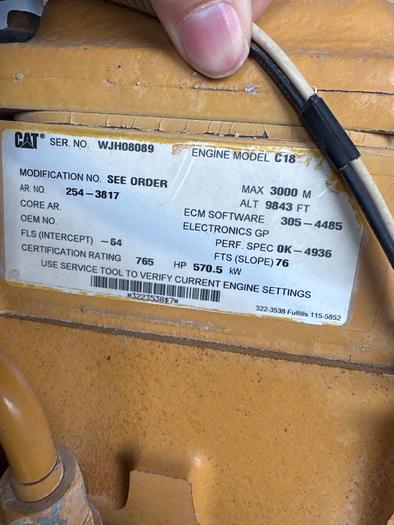 CAT® SER. NO. WJH08089 ENGINE MODEL C18
MODIFICATION NO. SEE ORDER MAX 3000 M
AR. NO. 254-3817 ALT 9843 FT
CORE AR. ECM SOFTWARE 305-4485
OEM NO. ELECTRONICS GP
FLS (INTERCEPT) -64 PERF. SPEC 0K-4936
CERTIFICATION RATING 765 HP 570.5 kW FTS (SLOPE) 76
USE SERVICE TOOL TO VERIFY CURRENT ENGINE SETTINGS
*3223538‡7*
322-3538 Fulfills 115-5852